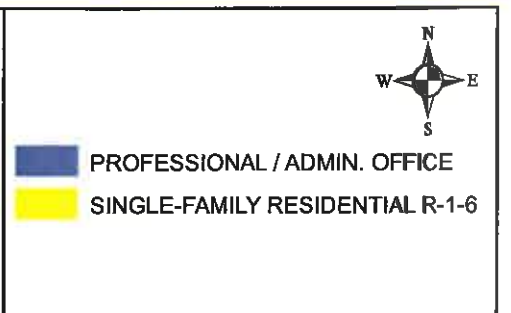 N
W E
S
PROFESSIONAL / ADMIN. OFFICE
SINGLE-FAMILY RESIDENTIAL R-1-6